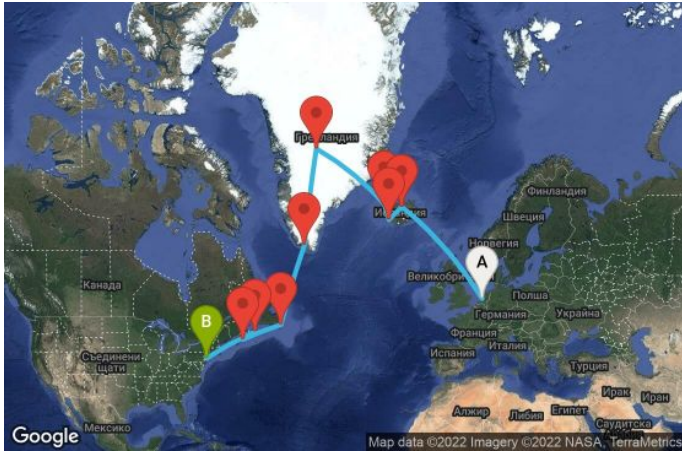 Гренландия
Исландия
Финландия
Швеция
Норвегия
A
Великобритания
Канада
Полша
Германия
B
Украйна
Франция
Съединени
щати
Италия
Испания
Турция
Ирак
Иран
Алжир
Либия
Египет
Саудитска
Мексико
Google
Map data ©2022 Imagery ©2022 NASA, TerraMetrics